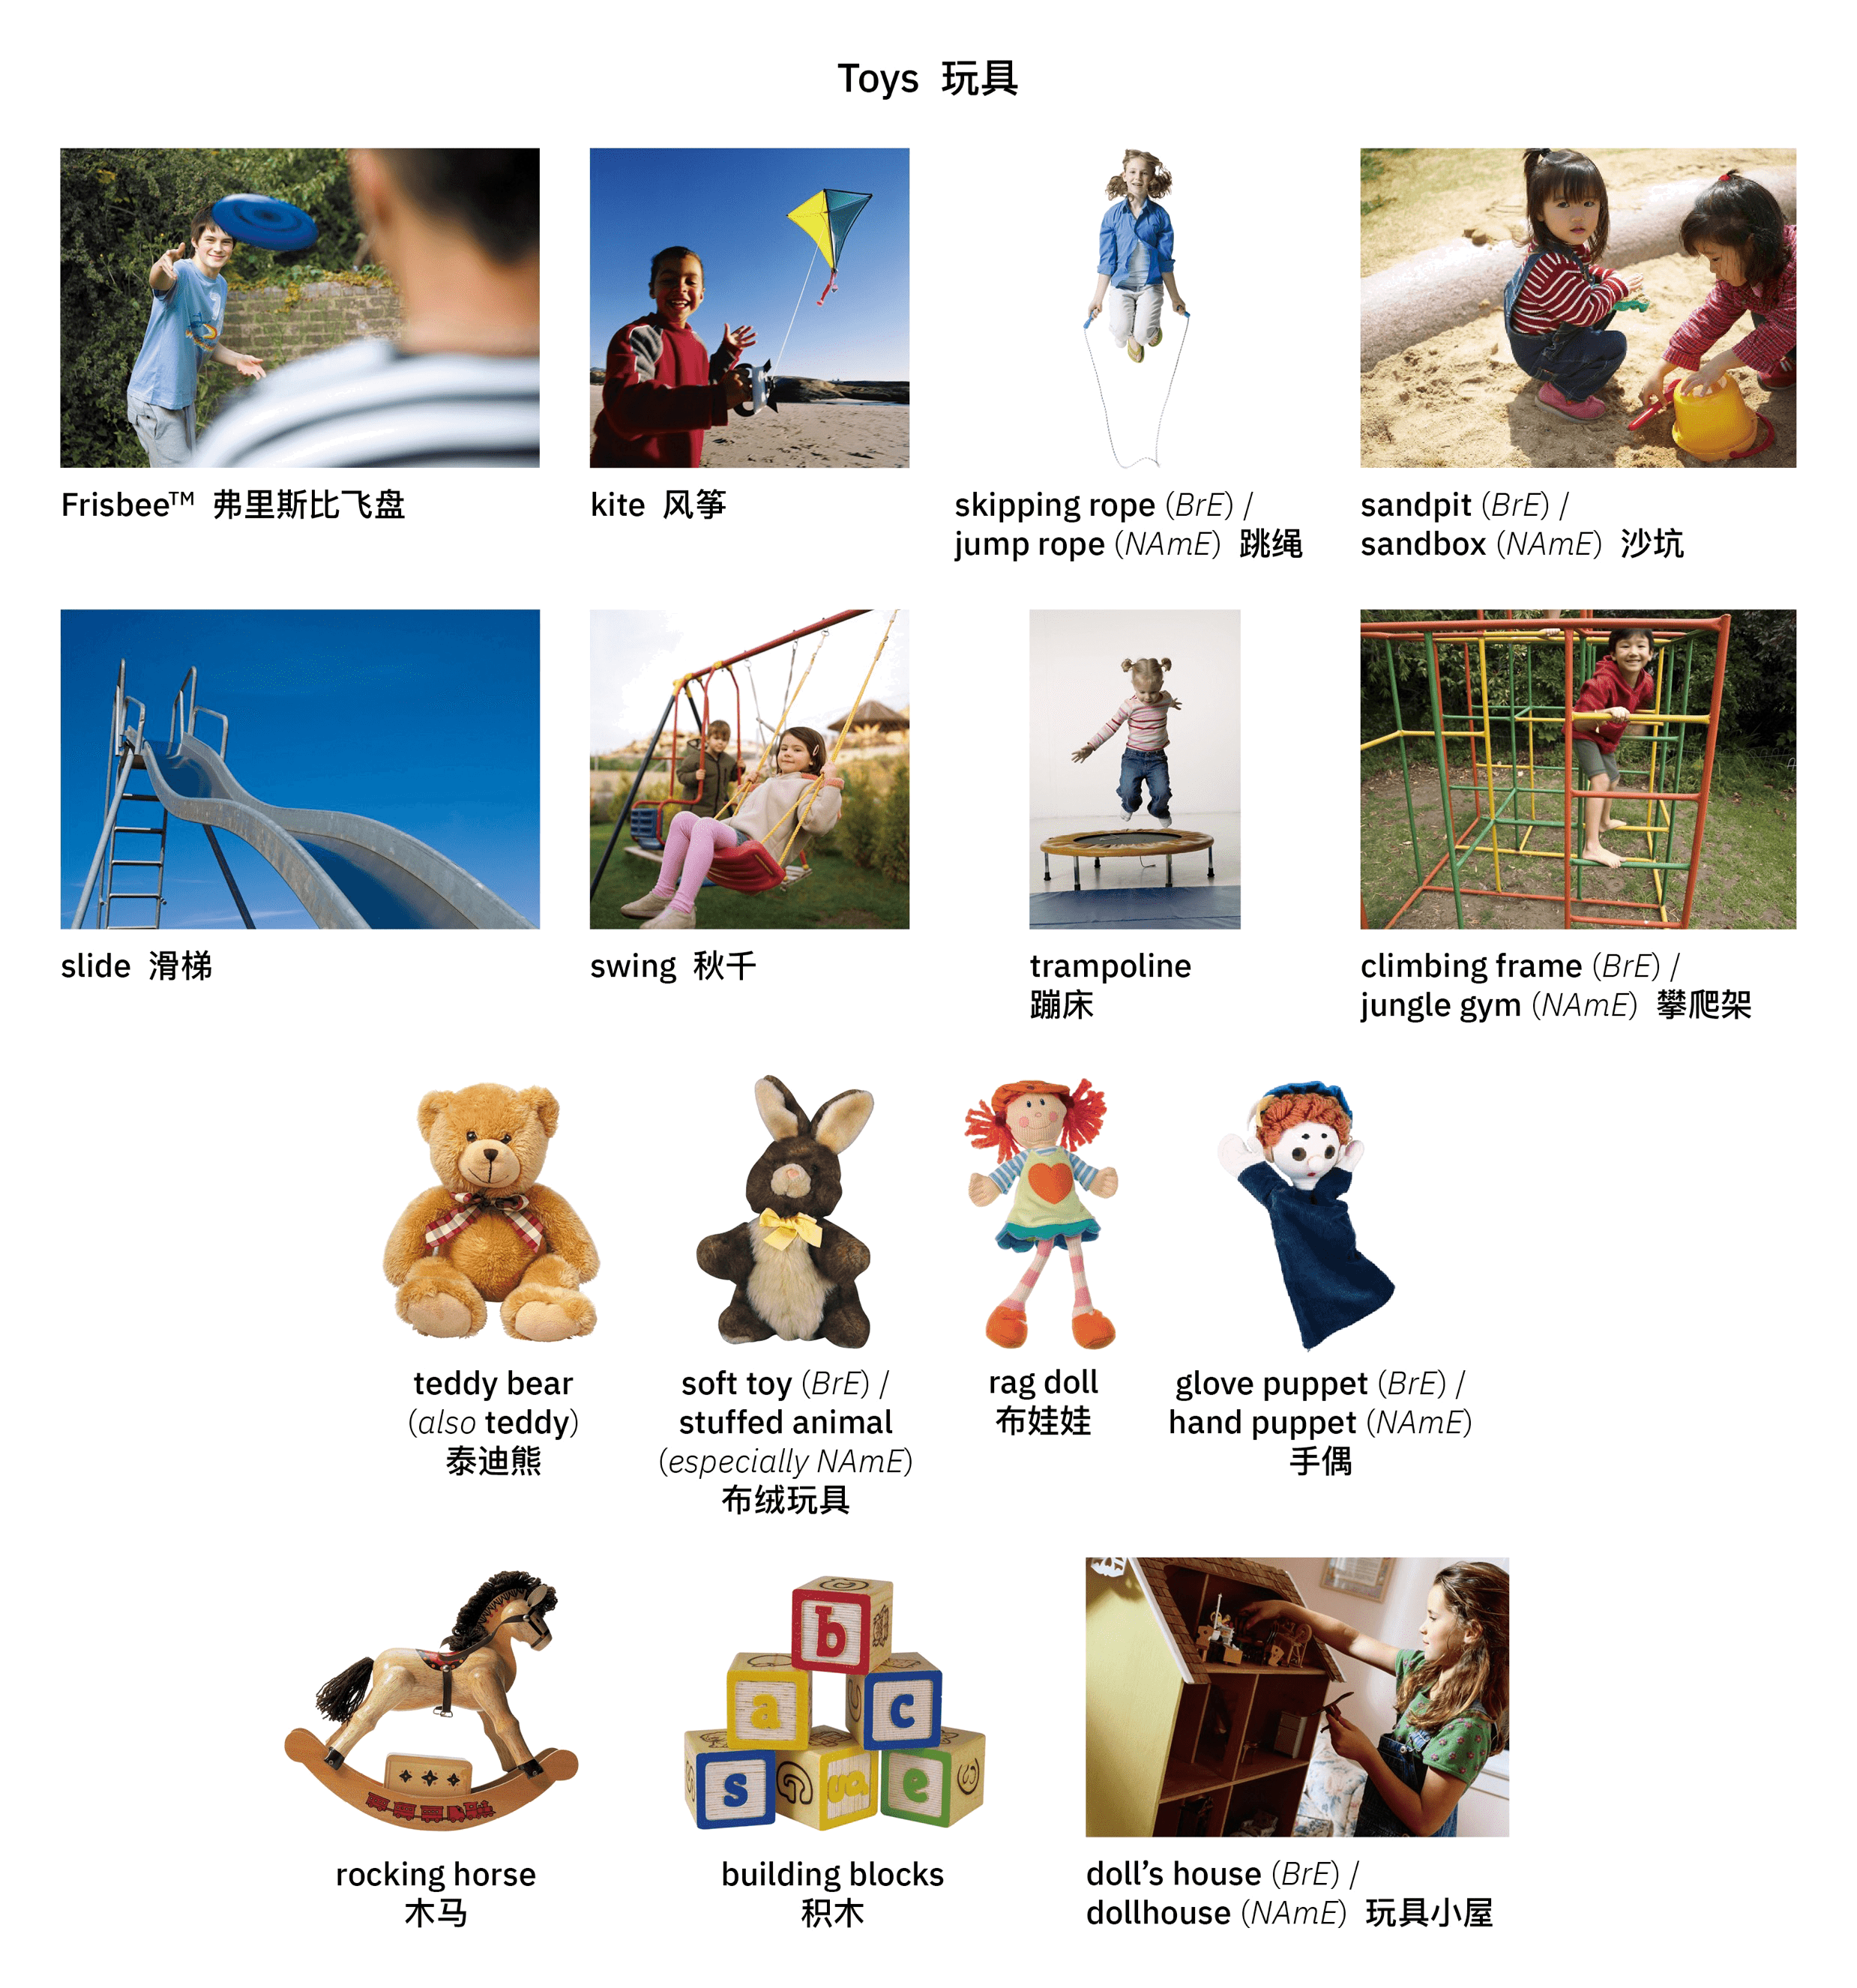 Toys 玩具
Frisbee™ 弗里斯比飞盘
kite 风筝
skipping rope (BrE) /
jump rope (NAmE) 跳绳
sandpit (BrE) /
sandbox (NAmE) 沙坑
slide 滑梯
swing 秋千
trampoline
蹦床
climbing frame (BrE) /
jungle gym (NAmE) 攀爬架
teddy bear
(also teddy)
泰迪熊
soft toy (BrE) /
stuffed animal
(especially NAmE)
布绒玩具
rag doll
布娃娃
glove puppet (BrE) /
hand puppet (NAmE)
手偶
b
a
c
s
e
rocking horse
木马
building blocks
积木
doll’s house (BrE) /
dollhouse (NAmE) 玩具小屋